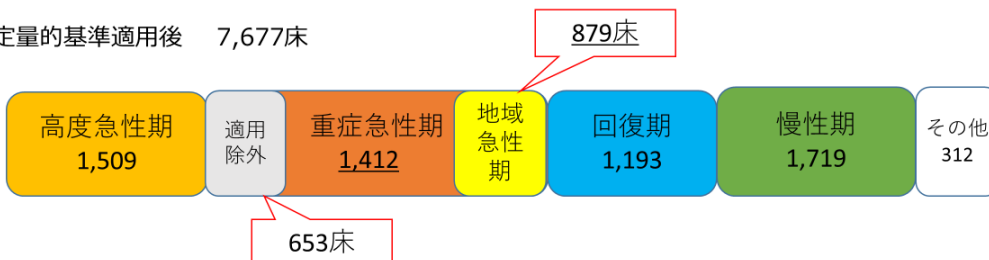 定量的基準適用後 7,677床
879床
高度急性期
1,509
適用
除外
重症急性期
1,412
地域
急性
期
回復期
1,193
慢性期
1,719
その他
312
653床